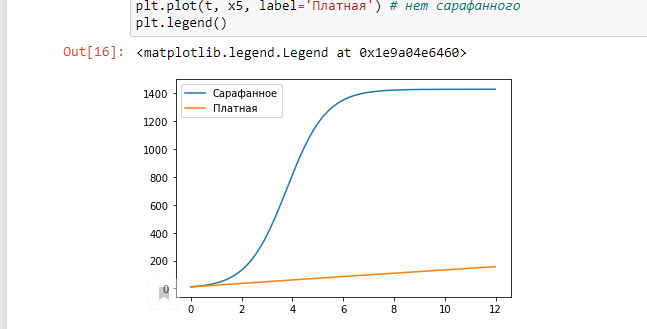 plt.plot(t, x5, label='Платная') # нет сарафанного
plt.legend()
Out[16]: <matplotlib.legend.Legend at 0x1e9a04e6460>
Сарафанное
Платная
1400
1200
1000
800
600
400
200
0
0 2 4 6 8 10 12